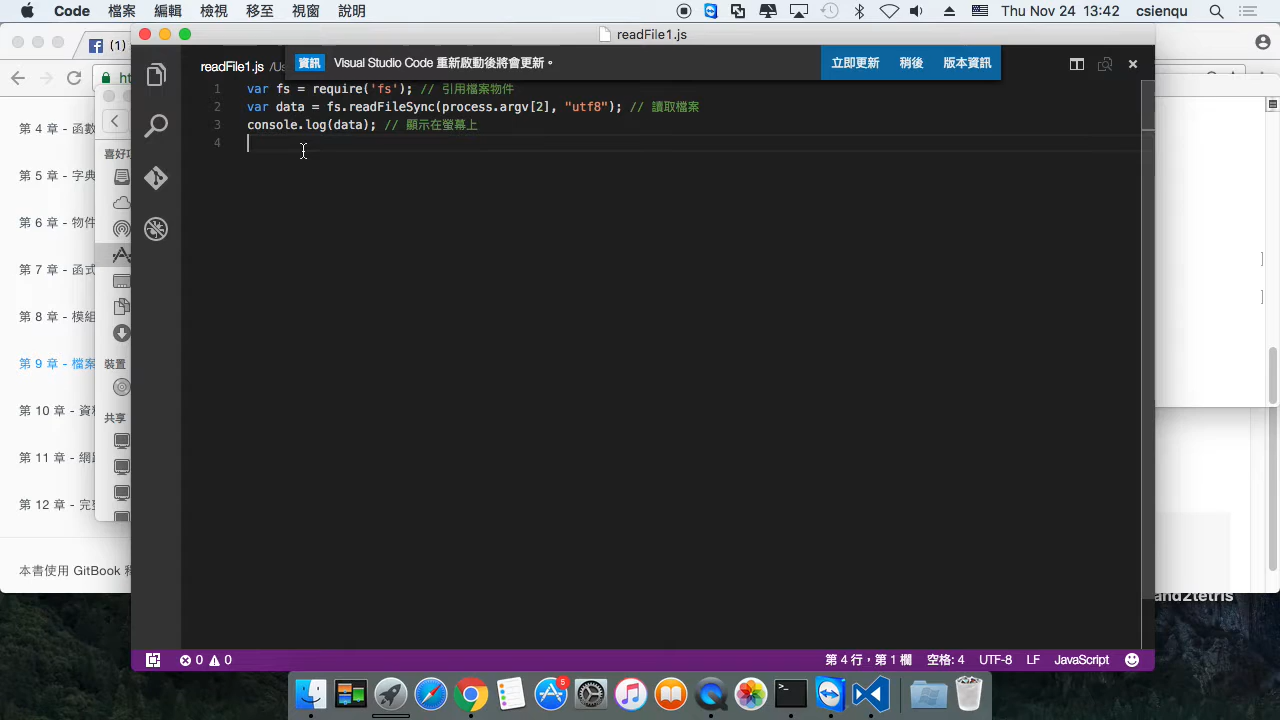 Code 檔案 編輯 檢視 移至 視窗 說明 Thu Nov 24 13:42 csienqu
readFile1.js
(1)
readFile1.js /Us
資訊 Visual Studio Code 重新啟動後將會更新。 立即更新 稍後 版本資訊
1 var fs = require('fs'); // 引用檔案物件
2 var data = fs.readFileSync(process.argv[2], "utf8"); // 讀取檔案
3 console.log(data); // 顯示在螢幕上
4
第 4 章 - 函數
喜好項
第 5 章 - 字典
第 6 章 - 物件
第 7 章 - 函式
第 8 章 - 模組
第 9 章 - 檔案
裝置
第 10 章 - 資料
共享
第 11 章 - 網路
第 12 章 - 完整
本書使用 GitBook 釋
and2tetris
0 0 第 4 行，第 1 欄 空格: 4 UTF-8 LF JavaScript
5